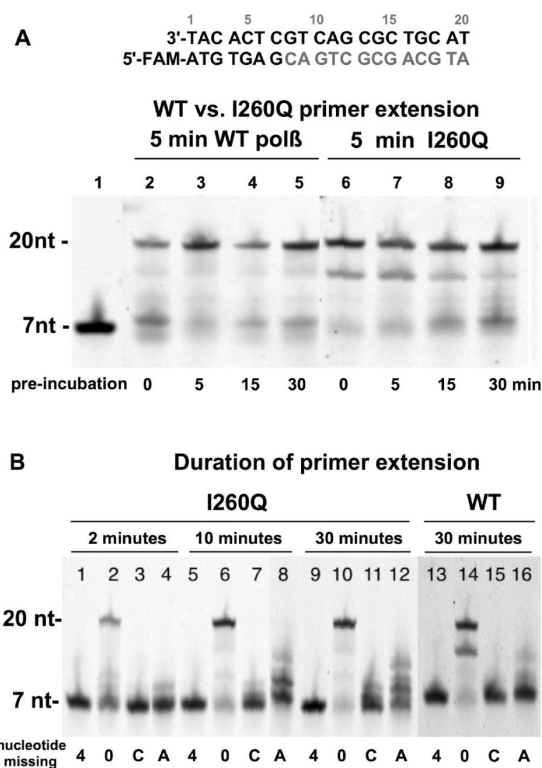 A
1 5 10 15 20
3'-TAC ACT CGT CAG CGC TGC AT
5'-FAM-ATG TGA GCA GTC GCG ACG TA
WT vs. I260Q primer extension
5 min WT polß 5 min I260Q
1 2 3 4 5 6 7 8 9
20nt -
7nt -
pre-incubation 0 5 15 30 0 5 15 30 min
B Duration of primer extension
I260Q WT
2 minutes 10 minutes 30 minutes 30 minutes
1 2 3 4 5 6 7 8 9 10 11 12 13 14 15 16
20 nt-
7 nt-
nucleotide
missing 4 0 C A 4 0 C A 4 0 C A 4 0 C A